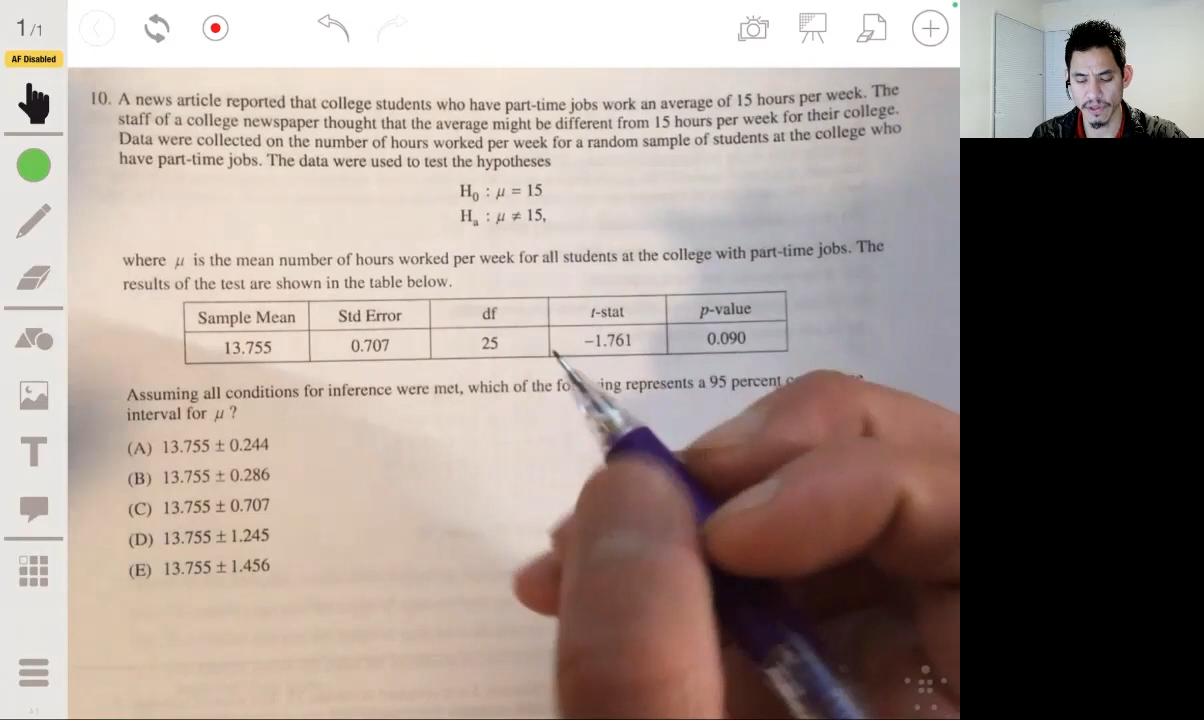 1/1
AF Disabled
10. A news article reported that college students who have part-time jobs work an average of 15 hours per week. The
staff of a college newspaper thought that the average might be different from 15 hours per week for their college.
Data were collected on the number of hours worked per week for a random sample of students at the college who
have part-time jobs. The data were used to test the hypotheses
H₀ : μ = 15
Hₐ : μ ≠ 15,
where μ is the mean number of hours worked per week for all students at the college with part-time jobs. The
results of the test are shown in the table below.
Sample Mean Std Error df t-stat p-value
13.755 0.707 25 −1.761 0.090
Assuming all conditions for inference were met, which of the represents a 95 percent
interval for μ ?
(A) 13.755 ± 0.244
(B) 13.755 ± 0.286
(C) 13.755 ± 0.707
(D) 13.755 ± 1.245
(E) 13.755 ± 1.456
T